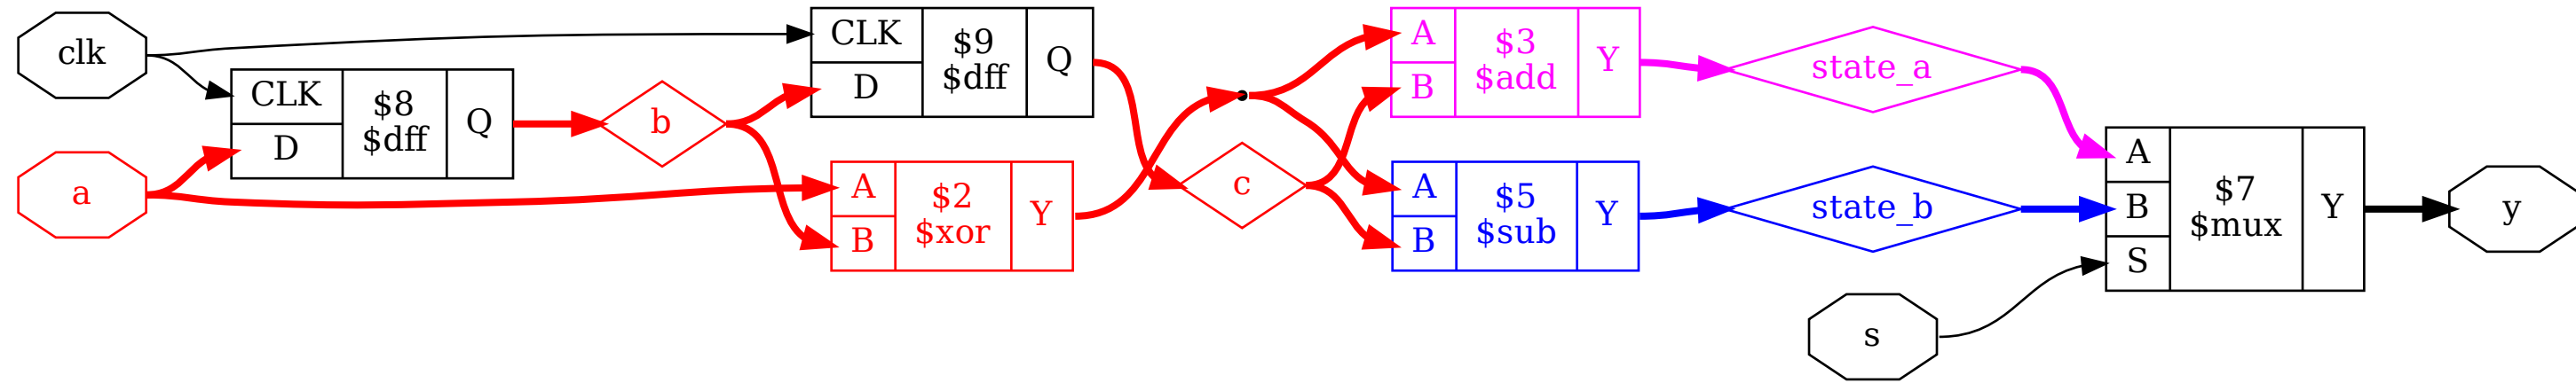 clk
a
CLK
D
$8
$dff
Q
b
CLK
D
$9
$dff
Q
A
B
$2
$xor
Y
c
A
B
$3
$add
Y
A
B
$5
$sub
Y
state_a
state_b
s
A
B
S
$7
$mux
Y
y